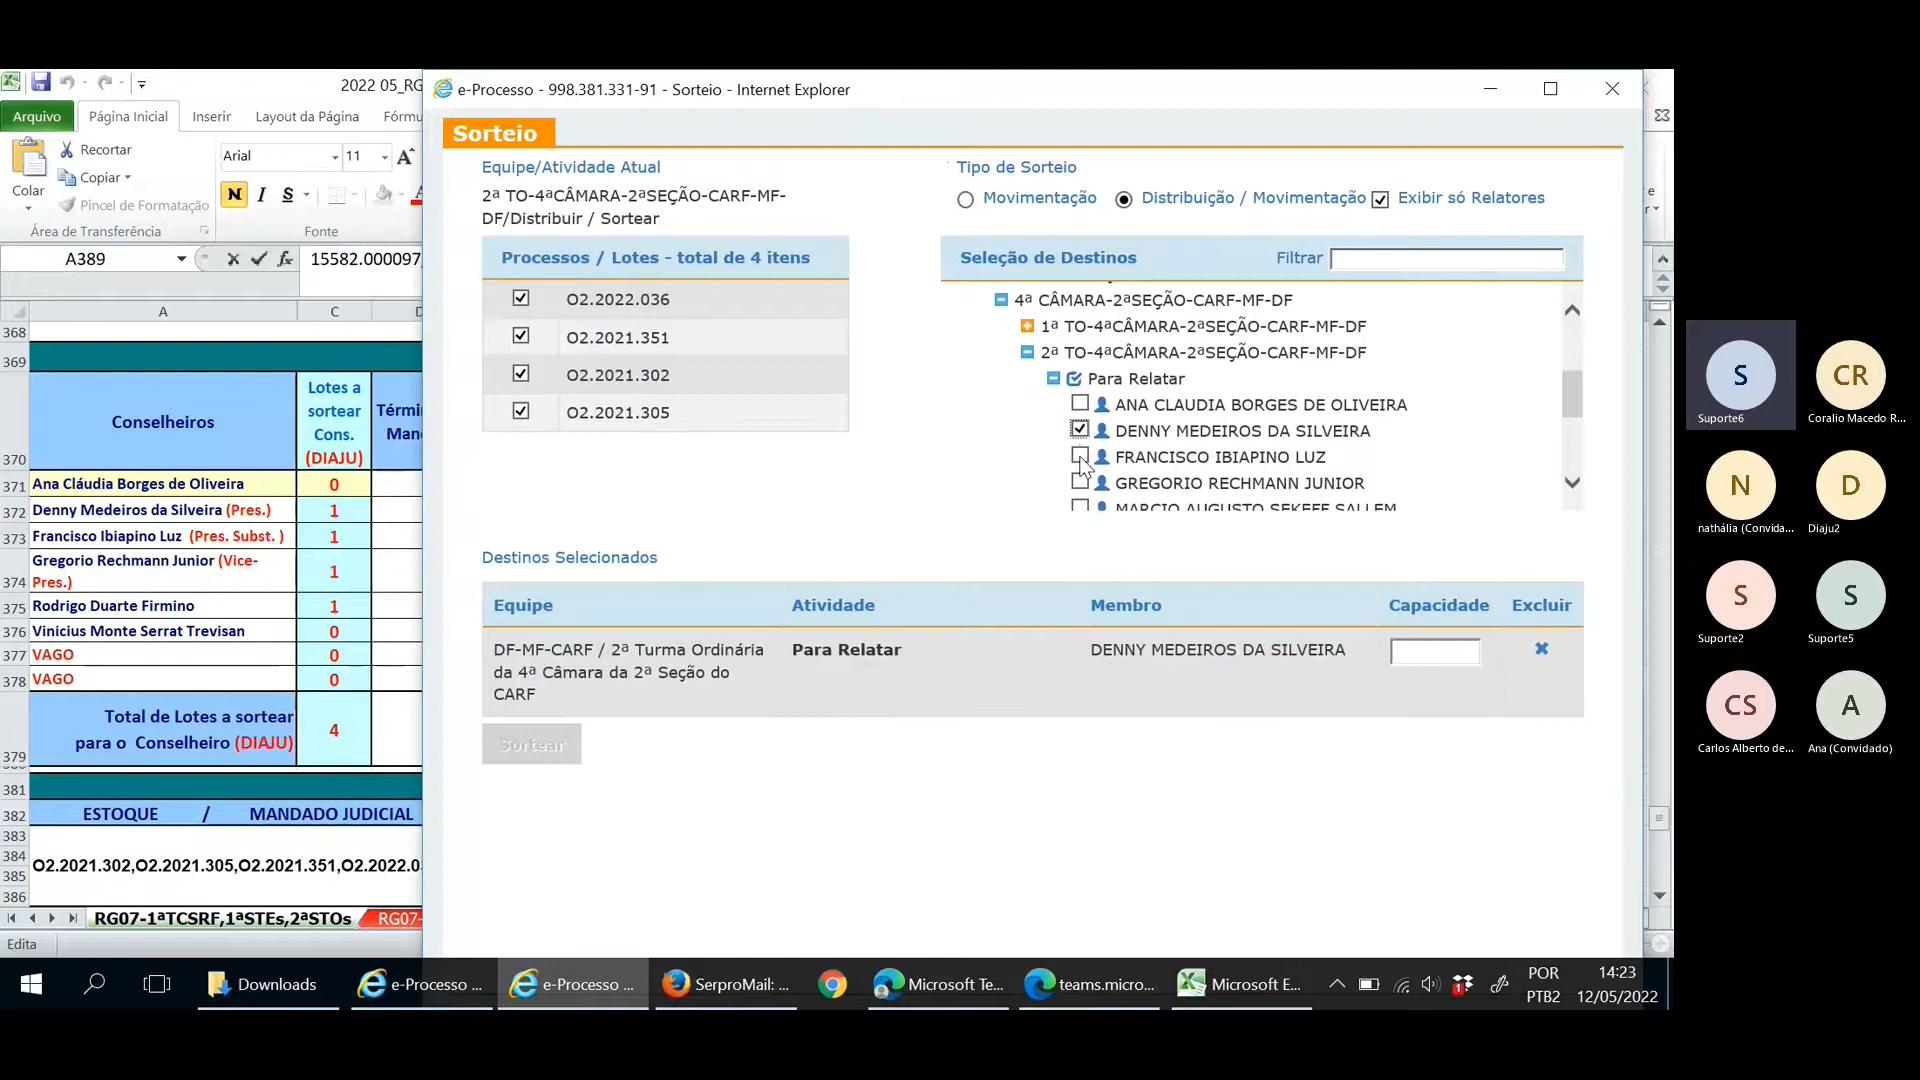 2022 05_RG
Arquivo
Página Inicial
Inserir
Layout da Página
Fórmu
Colar
Recortar
Copiar
Pincel de Formatação
Área de Transferência
Arial
11
N I S
Fonte
A389
fx
15582.000097
A
C
D
368
369
370
Conselheiros
Lotes a
sortear
Cons.
(DIAJU)
Térmi
Man
371 Ana Cláudia Borges de Oliveira 0
372 Denny Medeiros da Silveira (Pres.) 1
373 Francisco Ibiapino Luz (Pres. Subst. ) 1
Gregorio Rechmann Junior (Vice-
374 Pres.) 1
375 Rodrigo Duarte Firmino 1
376 Vinicius Monte Serrat Trevisan 0
377 VAGO 0
378 VAGO 0
Total de Lotes a sortear
para o Conselheiro (DIAJU) 4
379
381
382 ESTOQUE / MANDADO JUDICIAL
383
384
O2.2021.302,O2.2021.305,O2.2021.351,O2.2022.0
385
386
RG07-1ªTCSRF,1ªSTEs,2ªSTOs
RG07-
Edita
e-Processo - 998.381.331-91 - Sorteio - Internet Explorer
Sorteio
Equipe/Atividade Atual
2ª TO-4ªCÂMARA-2ªSEÇÃO-CARF-MF-
DF/Distribuir / Sortear
Tipo de Sorteio
Movimentação
Distribuição / Movimentação
Exibir só Relatores
Processos / Lotes - total de 4 itens
O2.2022.036
O2.2021.351
O2.2021.302
O2.2021.305
Seleção de Destinos
Filtrar
4ª CÂMARA-2ªSEÇÃO-CARF-MF-DF
1ª TO-4ªCÂMARA-2ªSEÇÃO-CARF-MF-DF
2ª TO-4ªCÂMARA-2ªSEÇÃO-CARF-MF-DF
Para Relatar
ANA CLAUDIA BORGES DE OLIVEIRA
DENNY MEDEIROS DA SILVEIRA
FRANCISCO IBIAPINO LUZ
GREGORIO RECHMANN JUNIOR
MARCIO AUGUSTO SEKEFF SALLEM
Destinos Selecionados
Equipe Atividade Membro Capacidade Excluir
DF-MF-CARF / 2ª Turma Ordinária
da 4ª Câmara da 2ª Seção do
CARF
Para Relatar
DENNY MEDEIROS DA SILVEIRA
Sortear
S
Suporte6
CR
Coralio Macedo R...
N
nathália (Convida...
D
Diaju2
S
Suporte2
S
Suporte5
CS
Carlos Alberto de...
A
Ana (Convidado)
Downloads
e-Processo ...
e-Processo ...
SerproMail: ...
Microsoft Te...
teams.micro...
Microsoft E...
1
POR
PTB2
14:23
12/05/2022